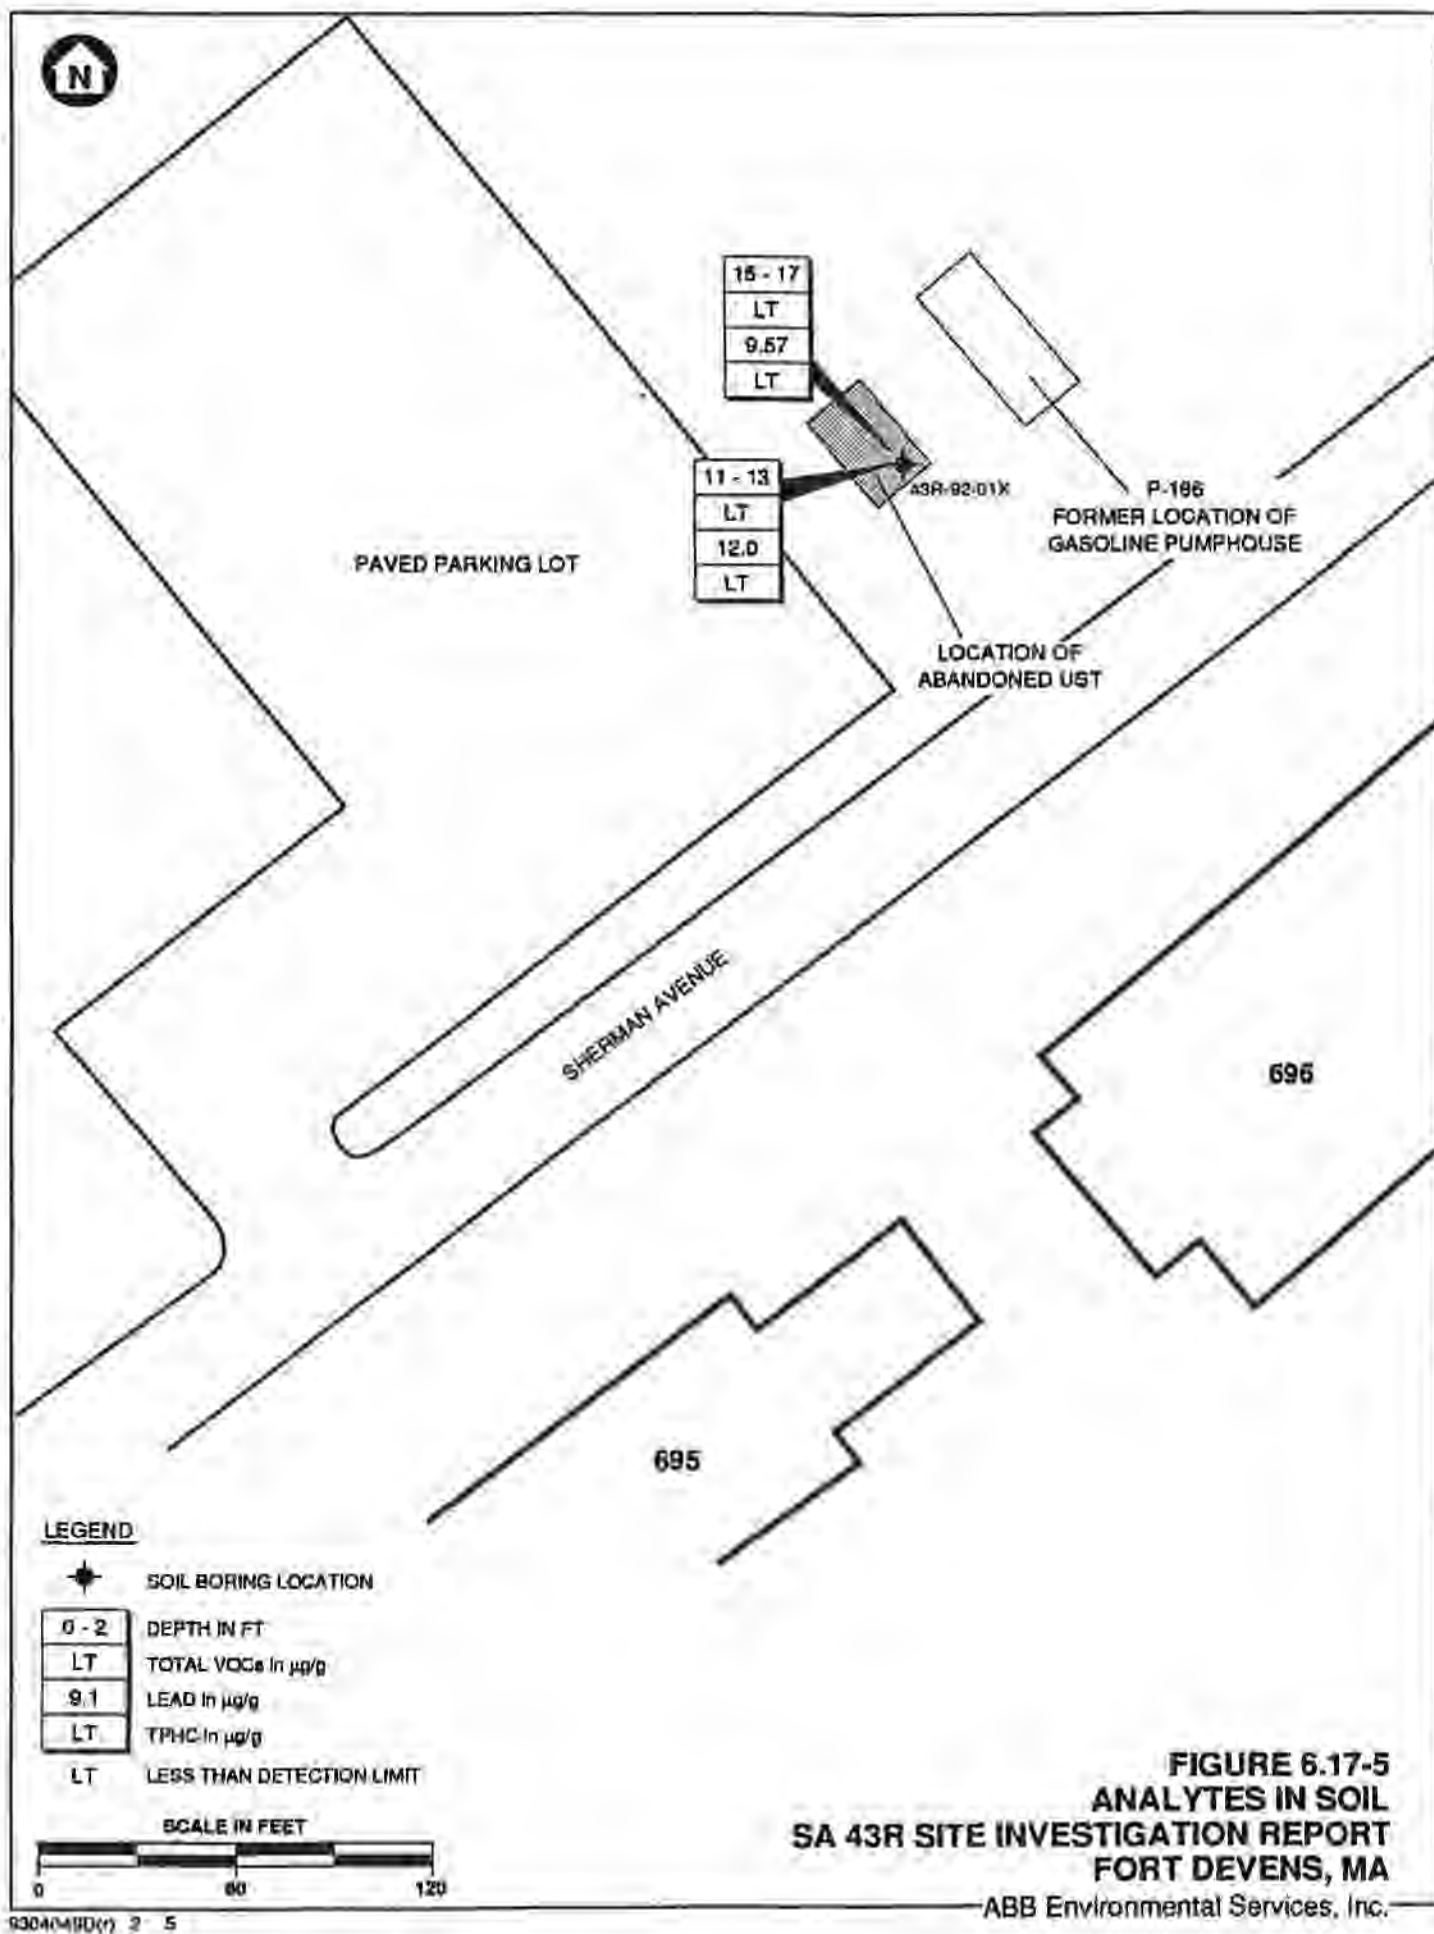 N
15 - 17
LT
9.57
LT
11 - 13
LT
12.0
LT
43R-92-01X
P-186
FORMER LOCATION OF
GASOLINE PUMPHOUSE
PAVED PARKING LOT
LOCATION OF
ABANDONED UST
SHERMAN AVENUE
696
695
LEGEND
SOIL BORING LOCATION
0 - 2 DEPTH IN FT
LT TOTAL VOCs in µg/g
9.1 LEAD in µg/g
LT TPHC in µg/g
LT LESS THAN DETECTION LIMIT
SCALE IN FEET
0 60 120
FIGURE 6.17-5
ANALYTES IN SOIL
SA 43R SITE INVESTIGATION REPORT
FORT DEVENS, MA
ABB Environmental Services, Inc.
9304049D(r) 2 5